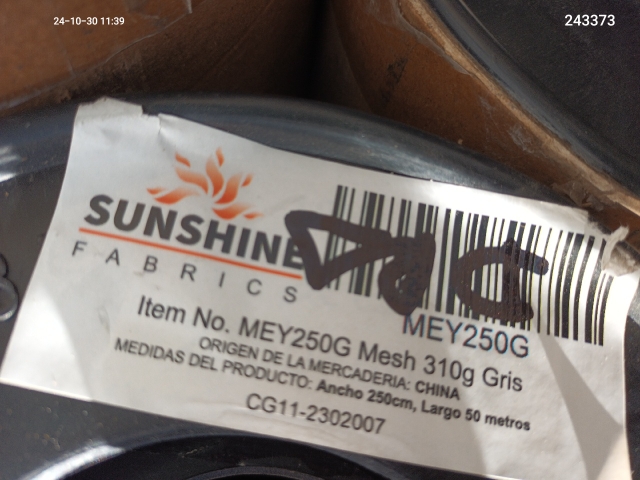 24-10-30 11:39
243373
SUNSHINE
FABRICS
MEY250G
Item No. MEY250G Mesh 310g Gris
ORIGEN DE LA MERCADERIA: CHINA
MEDIDAS DEL PRODUCTO: Ancho 250cm, Largo 50 metros
CG11-2302007